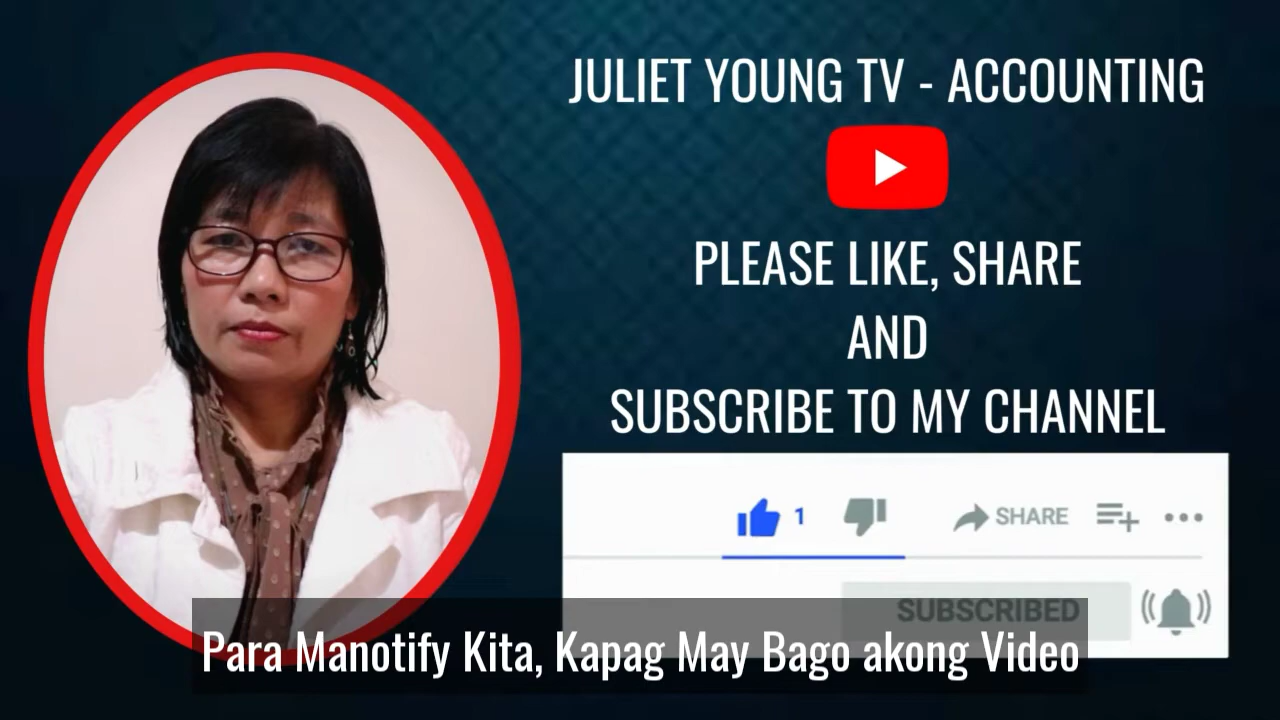 JULIET YOUNG TV - ACCOUNTING
PLEASE LIKE, SHARE
AND
SUBSCRIBE TO MY CHANNEL
1 SHARE
SUBSCRIBED
Para Manotify Kita, Kapag May Bago akong Video